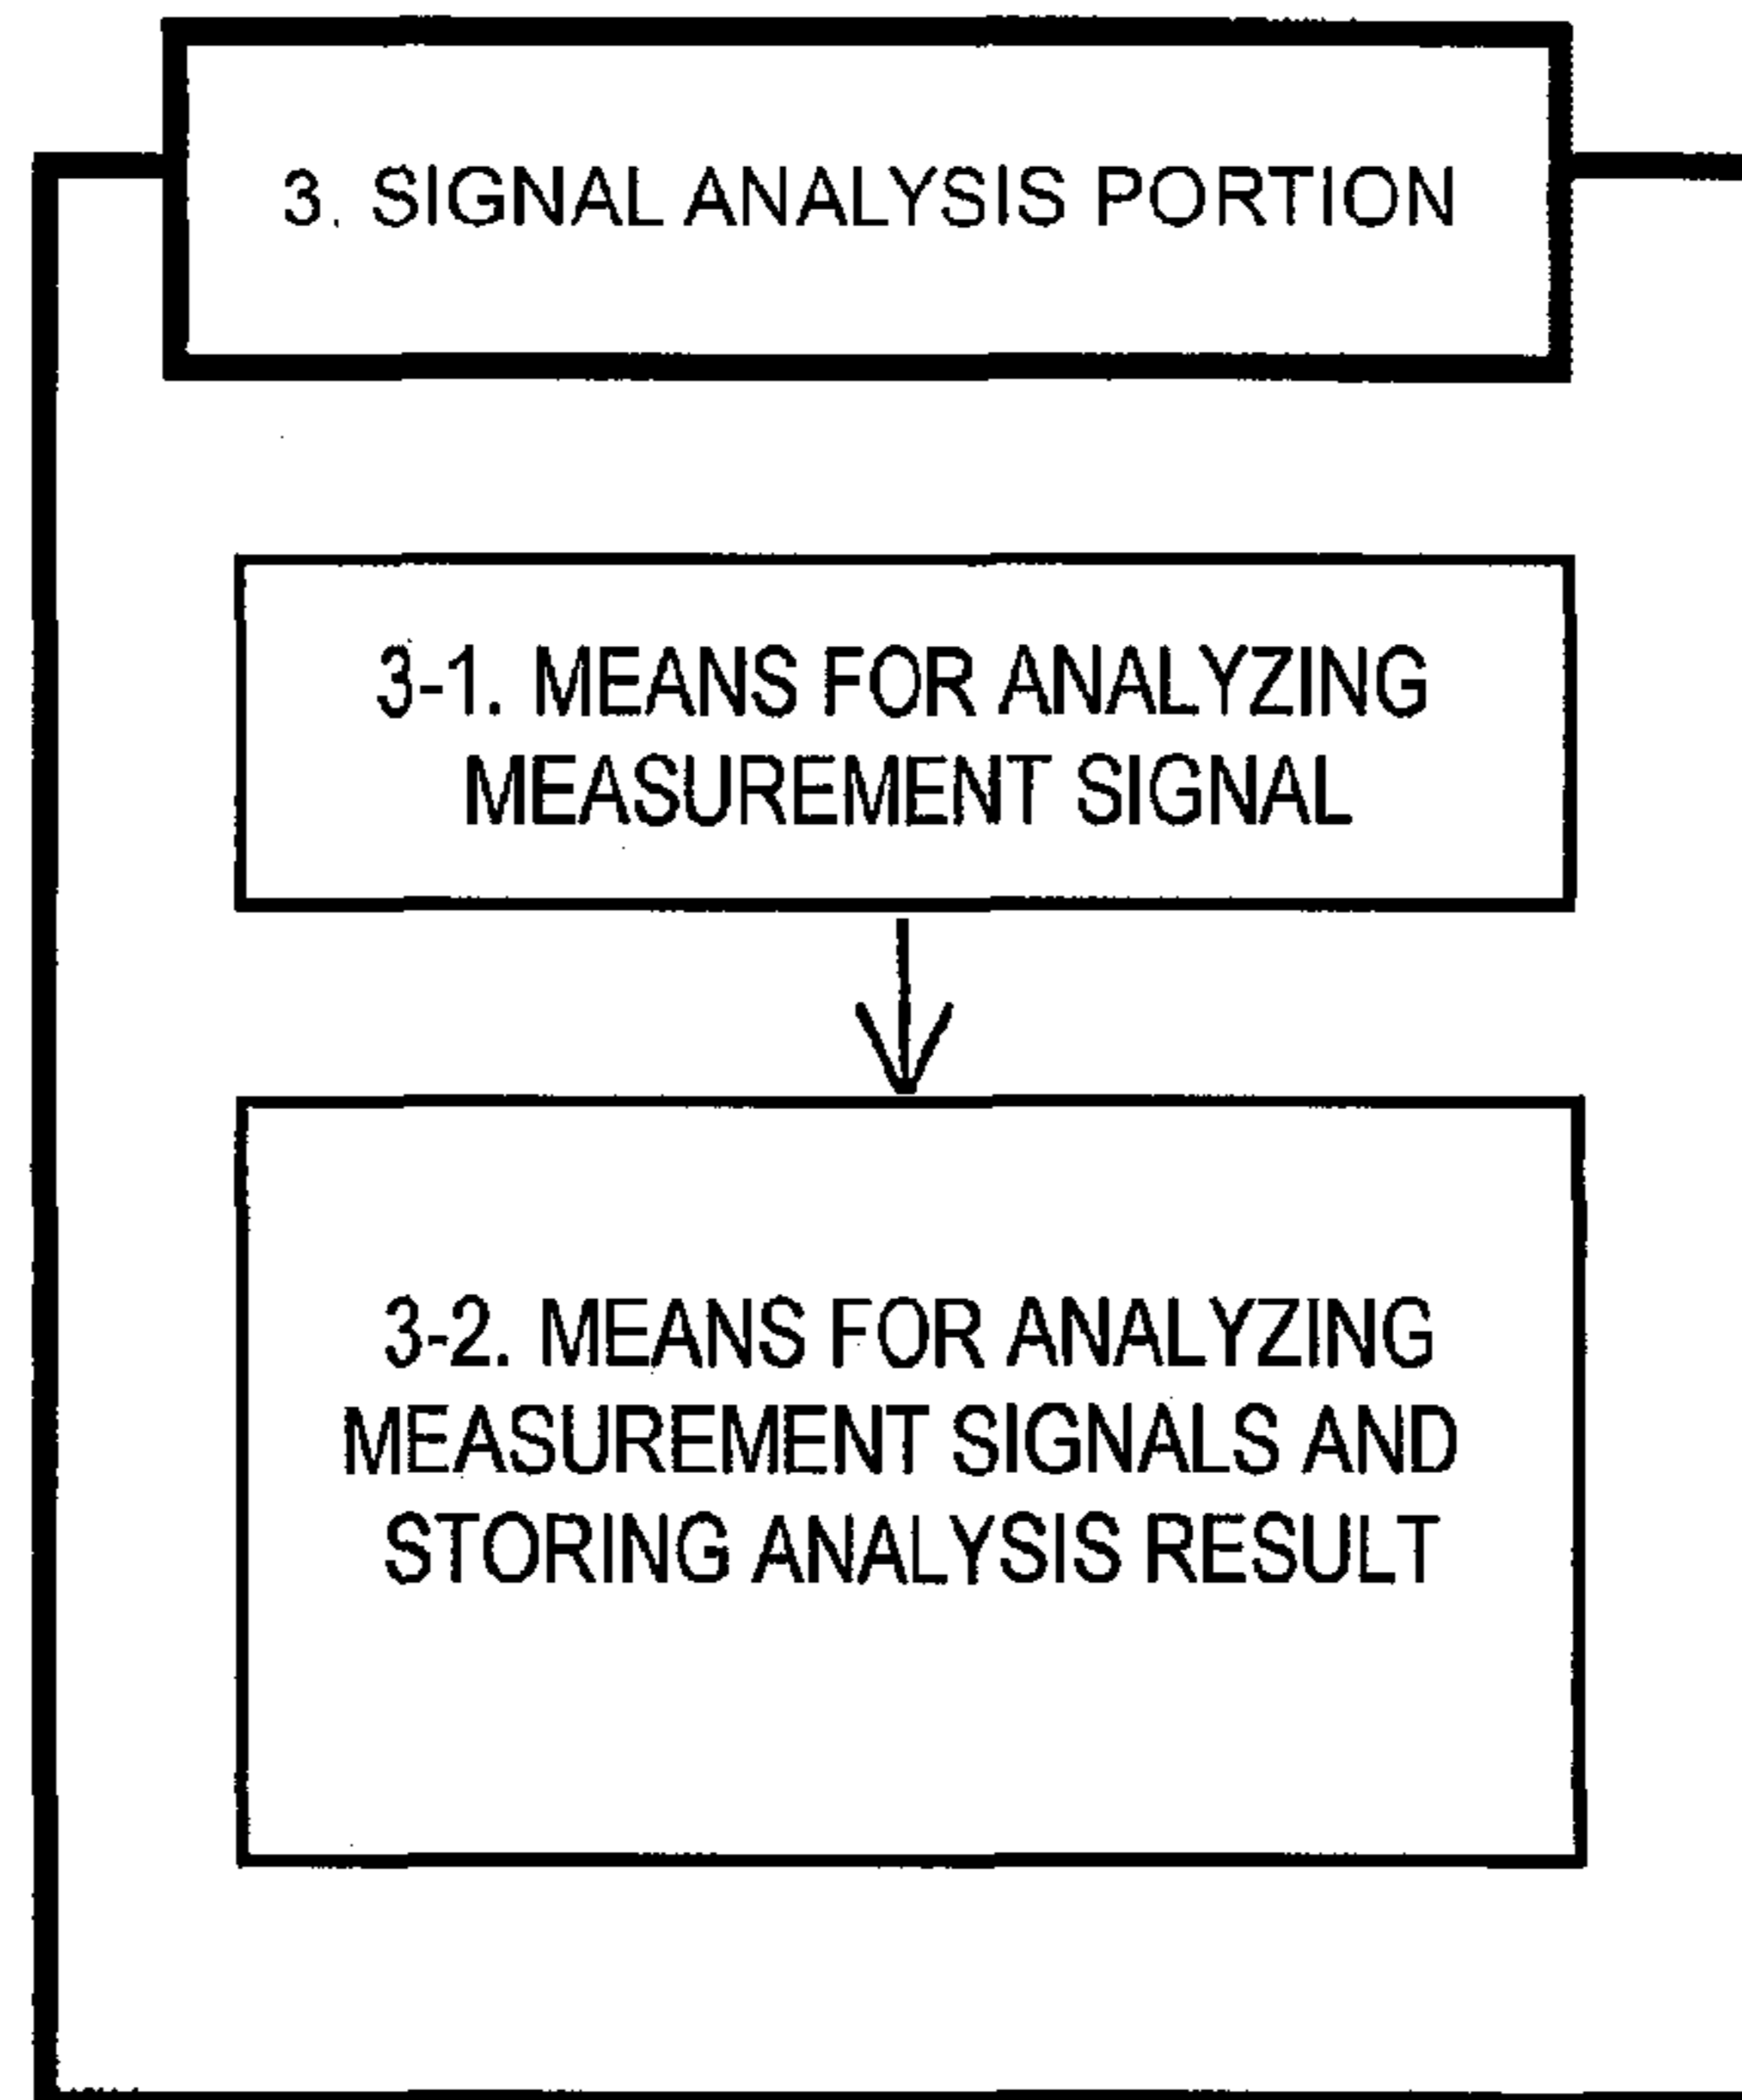 3. SIGNAL ANALYSIS PORTION
3-1. MEANS FOR ANALYZING
MEASUREMENT SIGNAL
3-2. MEANS FOR ANALYZING
MEASUREMENT SIGNALS AND
STORING ANALYSIS RESULT